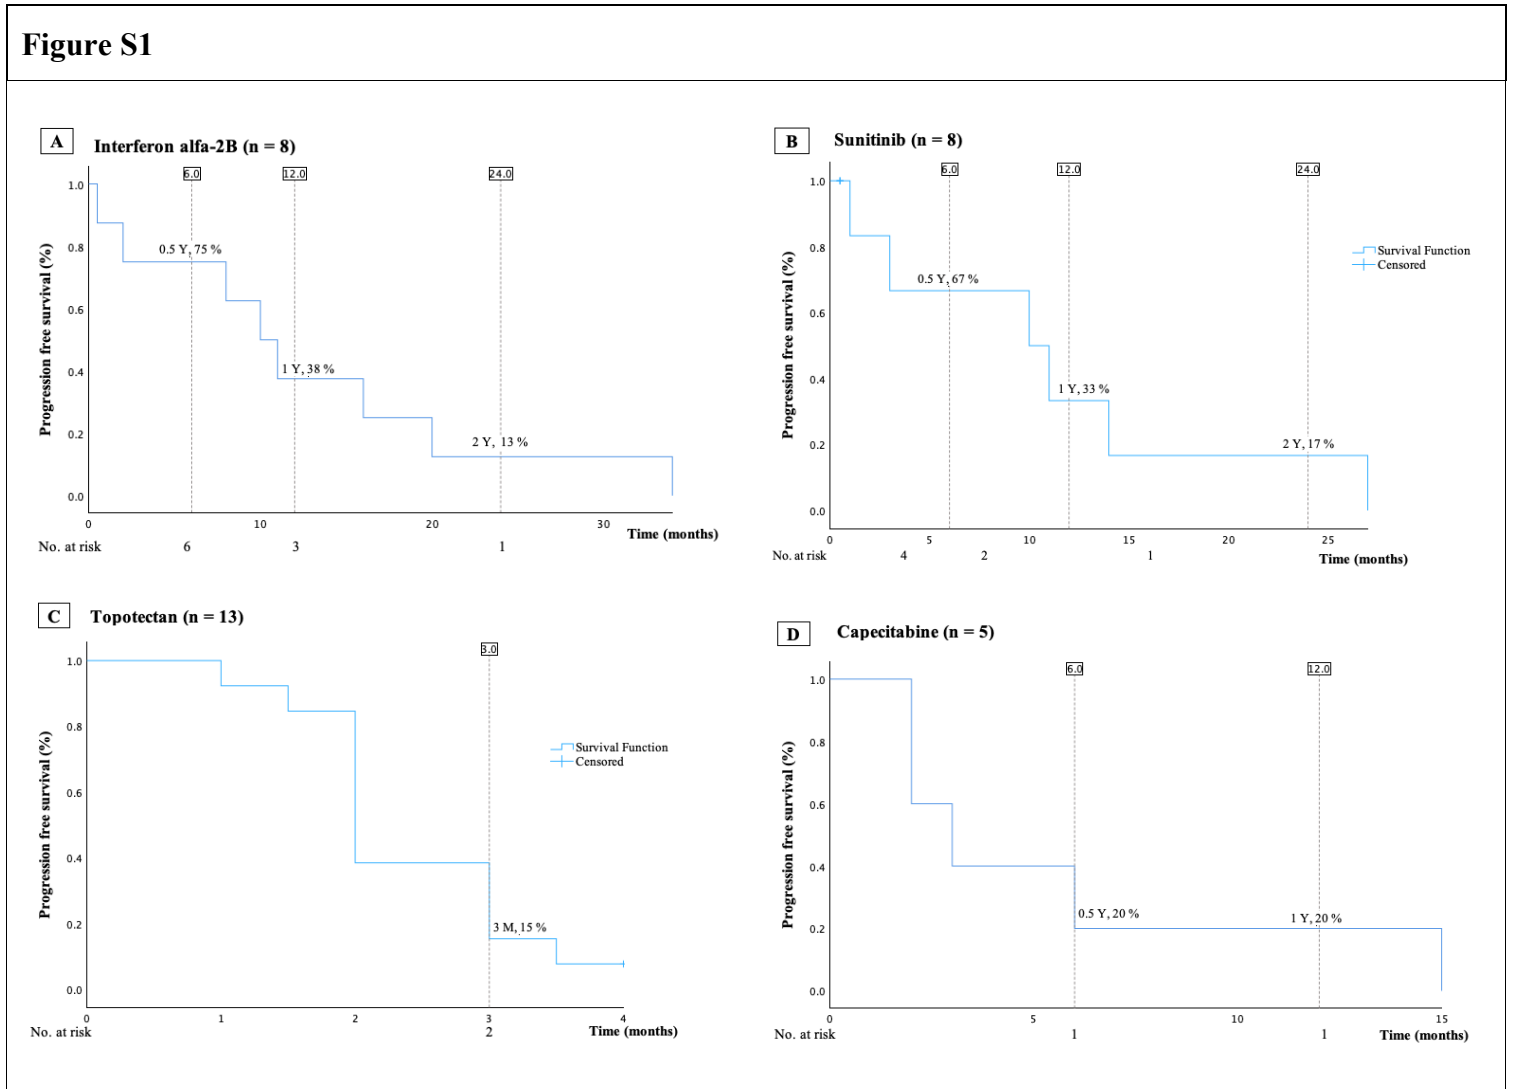 Figure S1
A
Interferon alfa-2B (n = 8)
6.0
12.0
24.0
Progression free survival (%)
1.0
0.8
0.6
0.4
0.2
0.0
0.5 Y, 75 %
1 Y, 38 %
2 Y, 13 %
0 10 20 30
Time (months)
No. at risk 6 3 1
B
Sunitinib (n = 8)
6.0
12.0
24.0
Progression free survival (%)
1.0
0.8
0.6
0.4
0.2
0.0
0.5 Y, 67 %
1 Y, 33 %
2 Y, 17 %
Survival Function
Censored
0 5 10 15 20 25
No. at risk 4 2 1
Time (months)
C
Topotectan (n = 13)
3.0
Progression free survival (%)
1.0
0.8
0.6
0.4
0.2
0.0
3 M, 15 %
Survival Function
Censored
0 1 2 3 4
No. at risk 2
Time (months)
D
Capecitabine (n = 5)
6.0
12.0
Progression free survival (%)
1.0
0.8
0.6
0.4
0.2
0.0
0.5 Y, 20 %
1 Y, 20 %
0 5 10 15
No. at risk 1 1
Time (months)